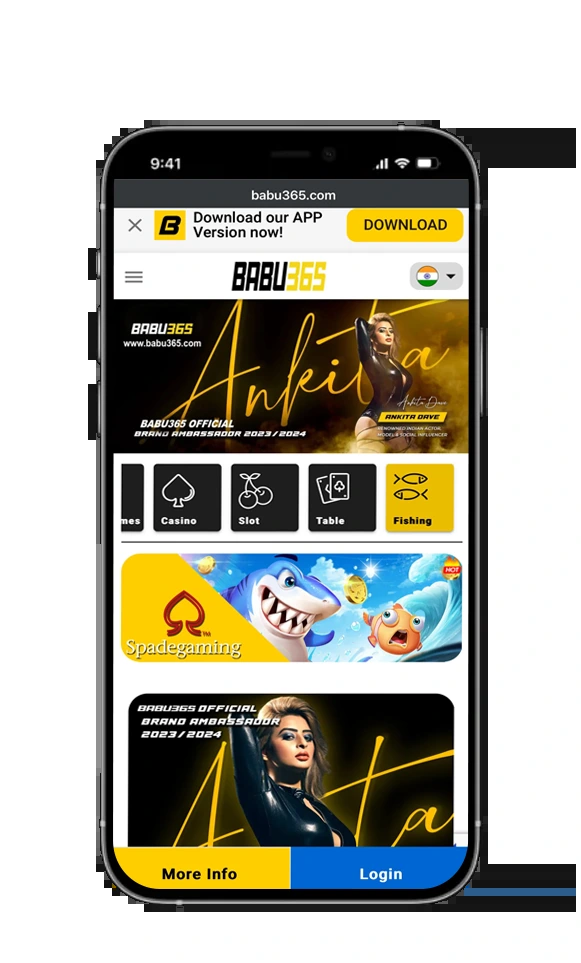 9:41
babu365.com
Download our APP
Version now!
DOWNLOAD
B
BABU365
Ankita
BABU365
www.babu365.com
Ankita Dave
ANKITA DAVE
RENOWNED INDIAN ACTOR,
MODEL & SOCIAL INFLUENCER
BABU365 OFFICIAL
BRAND AMBASSADOR 2023/2024
mes
Casino
Slot
Table
Fishing
HOT
Spadegaming
TM
BABU365 OFFICIAL
BRAND AMBASSADOR
2023/2024
More Info
Login